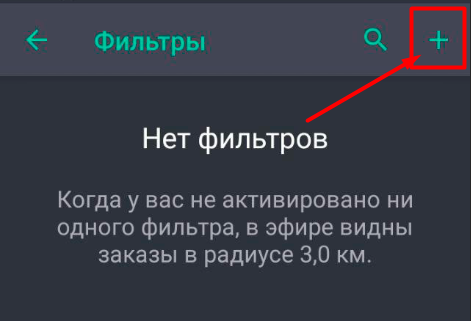 Фильтры
Нет фильтров
Когда у вас не активировано ни
одного фильтра, в эфире видны
заказы в радиусе 3,0 км.